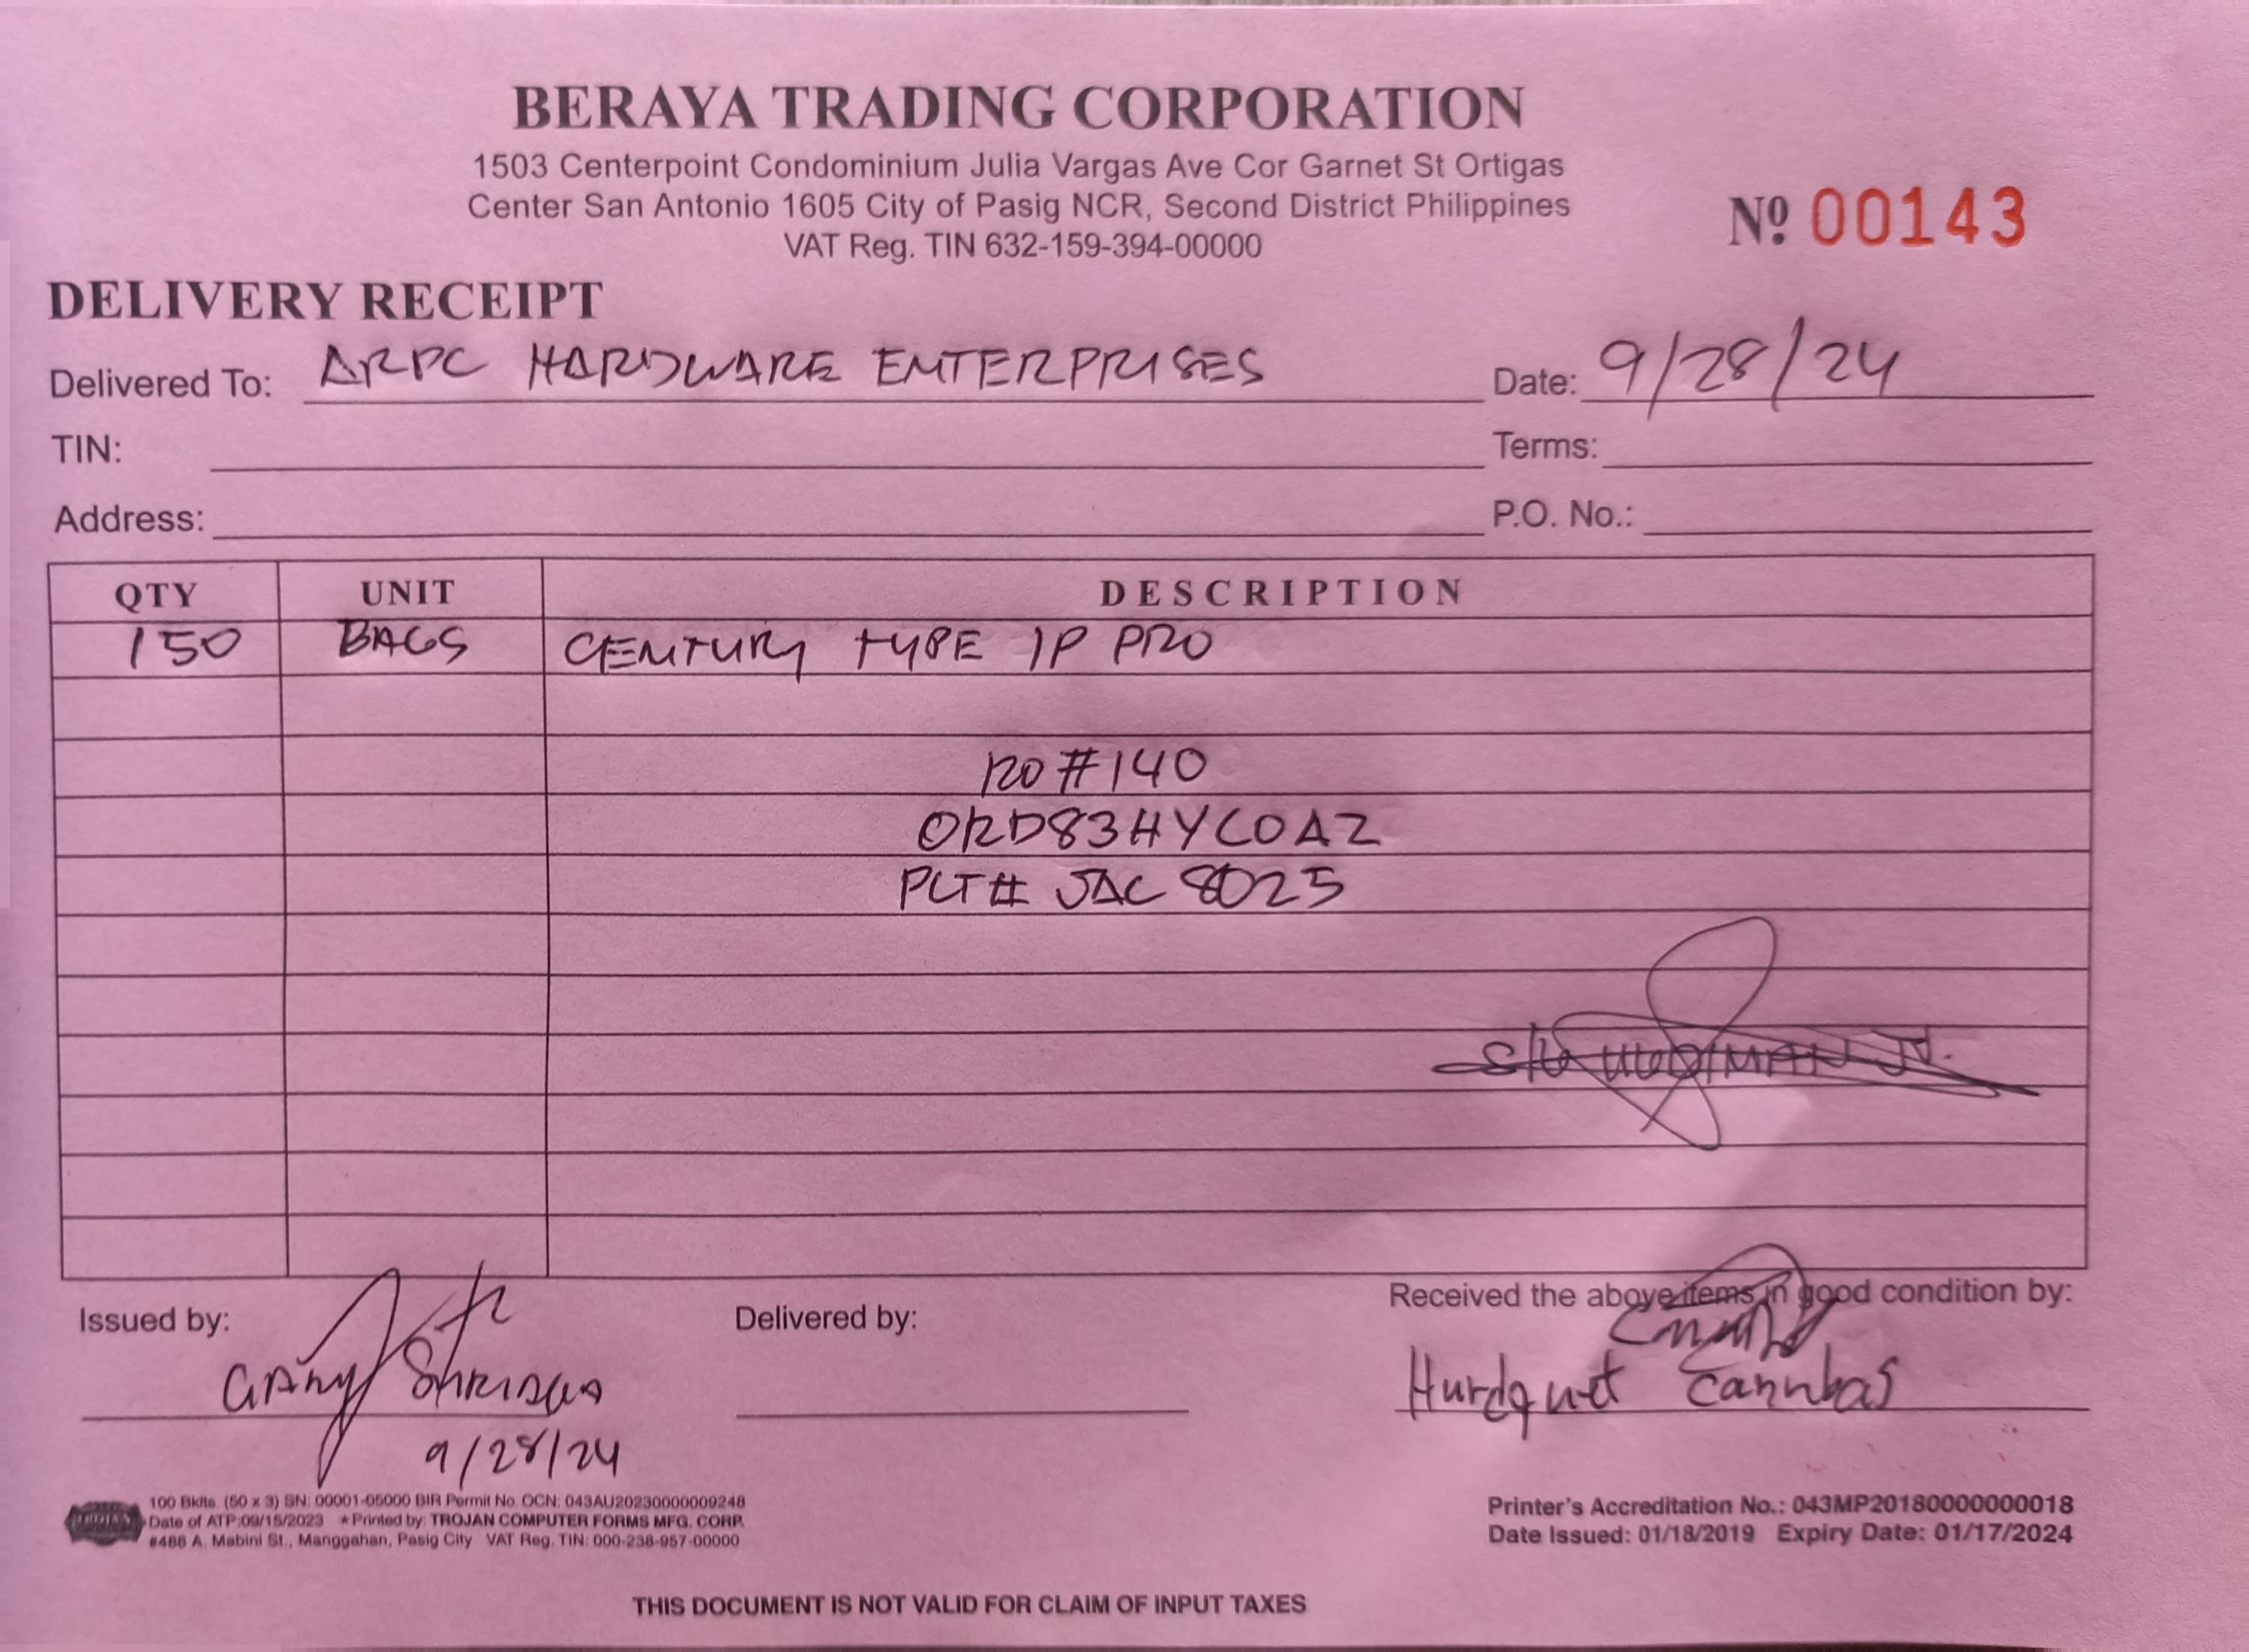 BERAYA TRADING CORPORATION
1503 Centerpoint Condominium Julia Vargas Ave Cor Garnet St Ortigas
Center San Antonio 1605 City of Pasig NCR, Second District Philippines
VAT Reg. TIN 632-159-394-00000
Nº 00143
DELIVERY RECEIPT
Delivered To: ARPC HARDWARE ENTERPRISES Date: 9/28/24
TIN: Terms:
Address: P.O. No.:
QTY UNIT DESCRIPTION
150 BAGS CENTURY TYPE 1P PRO
RO#140
ORD83HYCOAZ
PLT# JAC 8025
Issued by: Delivered by: Received the above items in good condition by:
9/28/24
100 Bklts. (50 x 3) SN: 00001-05000 BIR Permit No. OCN: 043AU20230000009248
Date of ATP:09/15/2023 * Printed by: TROJAN COMPUTER FORMS MFG. CORP.
#488 A. Mabini St., Manggahan, Pasig City VAT Reg. TIN: 000-238-957-00000
Printer's Accreditation No.: 043MP20180000000018
Date Issued: 01/18/2019 Expiry Date: 01/17/2024
THIS DOCUMENT IS NOT VALID FOR CLAIM OF INPUT TAXES